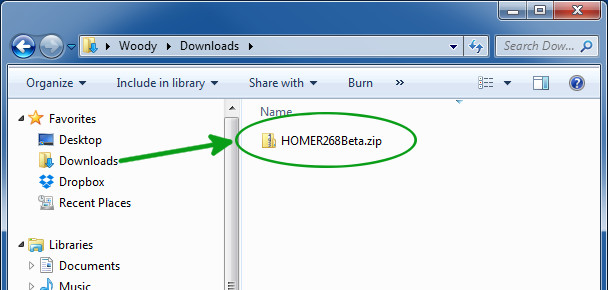 Woody Downloads Search Dow...
Organize Include in library Share with Burn »
Favorites
Desktop
Downloads
Dropbox
Recent Places
Libraries
Documents
Music
Name
HOMER268Beta.zip